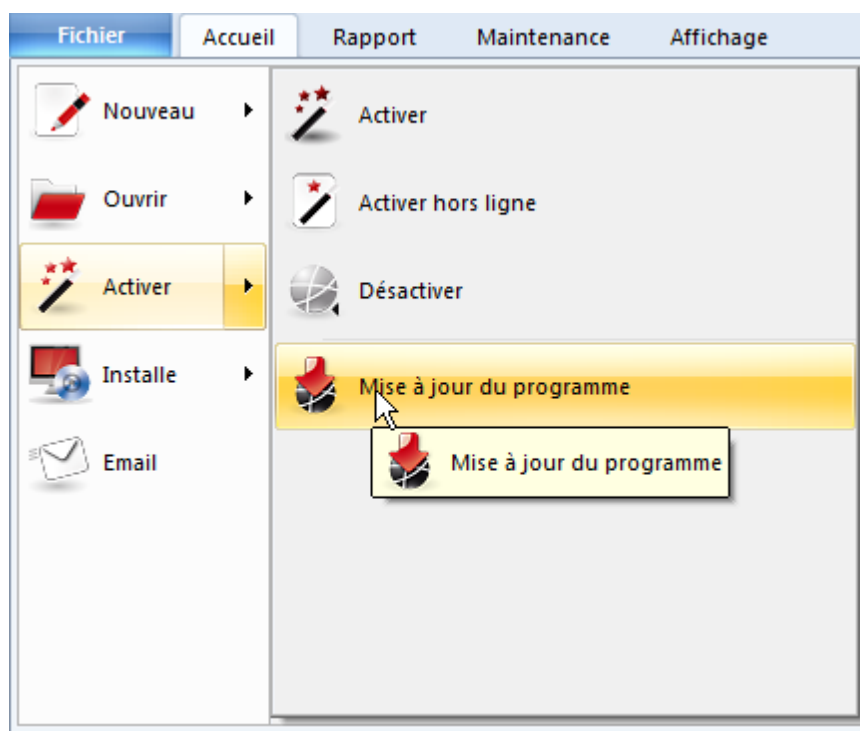 Fichier Accueil Rapport Maintenance Affichage
Nouveau
Ouvrir
Activer
Installe
Email
Activer
Activer hors ligne
Désactiver
Mise à jour du programme
Mise à jour du programme